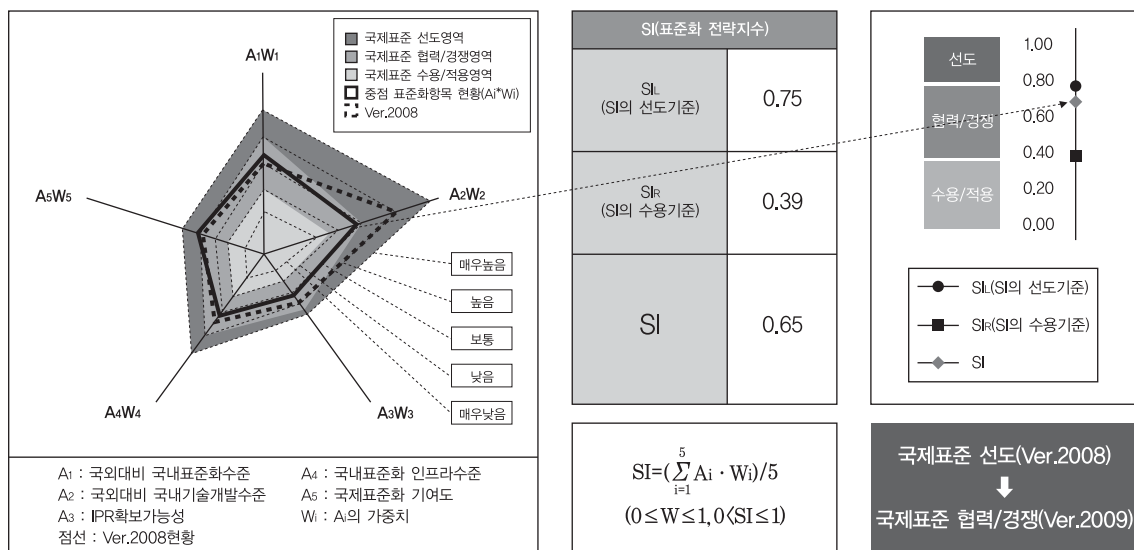 A1W1
A2W2
A3W3
A4W4
A5W5
국제표준 선도영역
국제표준 협력/경쟁영역
국제표준 수용/적용영역
중점 표준화항목 현황(Ai*Wi)
Ver.2008
매우높음
높음
보통
낮음
매우낮음
A1 : 국외대비 국내표준화수준
A2 : 국외대비 국내기술개발수준
A3 : IPR확보가능성
점선 : Ver.2008현황
A4 : 국내표준화 인프라수준
A5 : 국제표준화 기여도
Wi : Ai의 가중치
SI(표준화 전략지수)
SIL
(SI의 선도기준)
0.75
SIR
(SI의 수용기준)
0.39
SI
0.65
SI=(∑Ai · Wi)/5
5
i=1
(0≤W≤1, 0<SI≤1)
선도
협력/경쟁
수용/적용
1.00
0.80
0.60
0.40
0.20
0.00
SIL(SI의 선도기준)
SIR(SI의 수용기준)
SI
국제표준 선도(Ver.2008)
국제표준 협력/경쟁(Ver.2009)